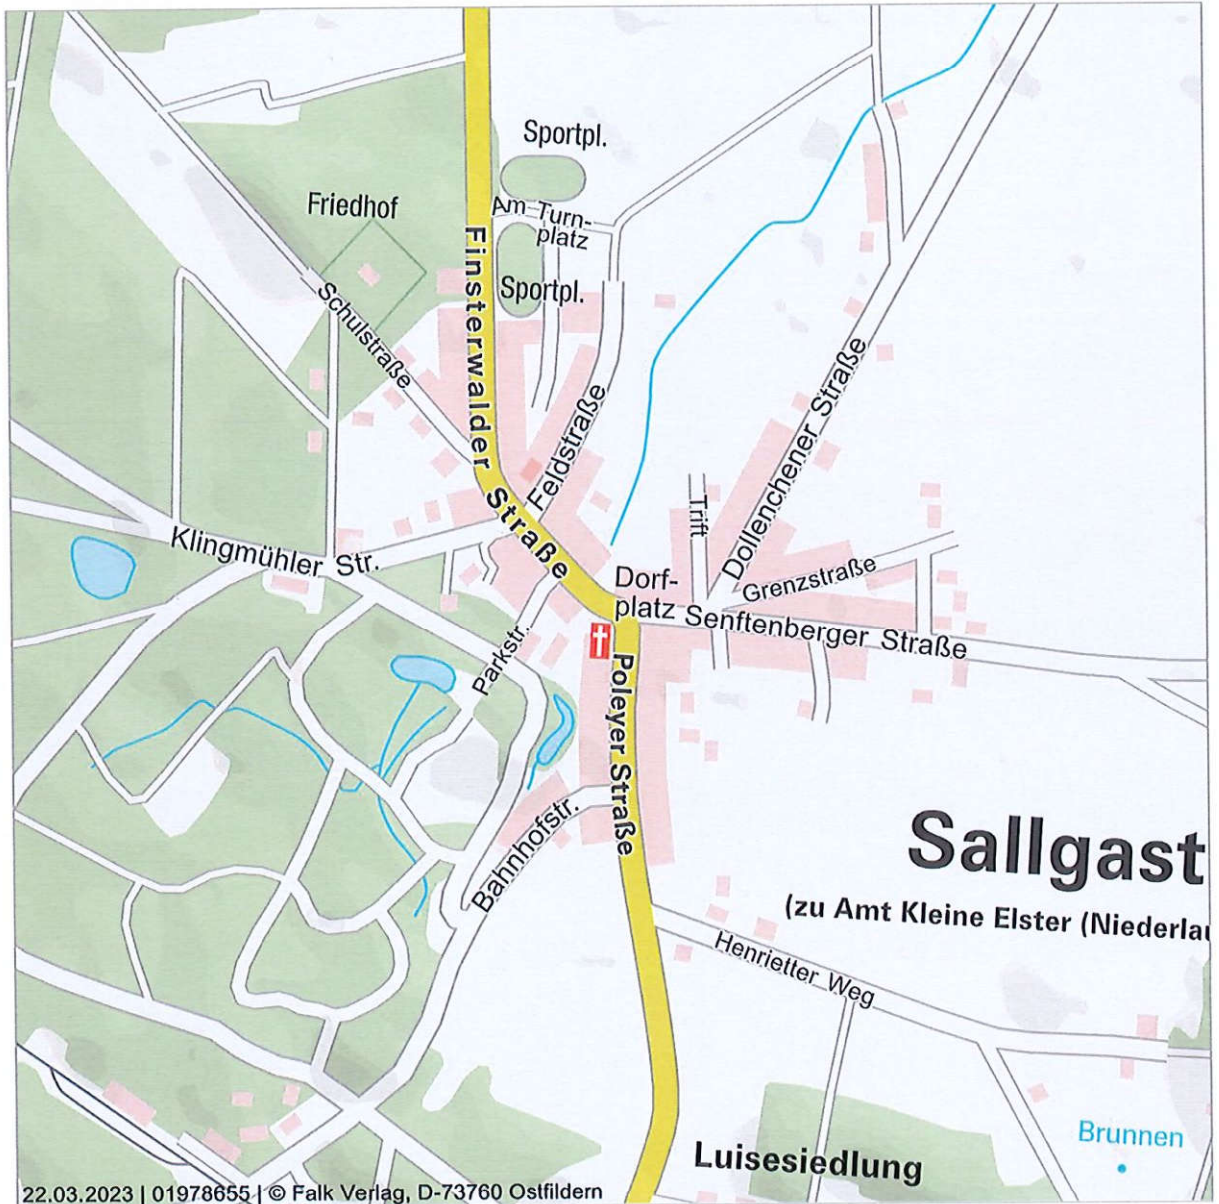 Sportpl.
Friedhof
Am Turn-
platz
Sportpl.
Schulstraße
Finsterwalder Straße
Feldstraße
Dollenchener Straße
Trift
Klingmühler Str.
Grenzstraße
Dorf-
platz
Senftenberger Straße
Parkstr.
Poleyer Straße
Bahnhofstr.
Sallgast
(zu Amt Kleine Elster (Niederlau
Henrietter Weg
Brunnen
Luisesiedlung
22.03.2023 | 01978655 | © Falk Verlag, D-73760 Ostfildern